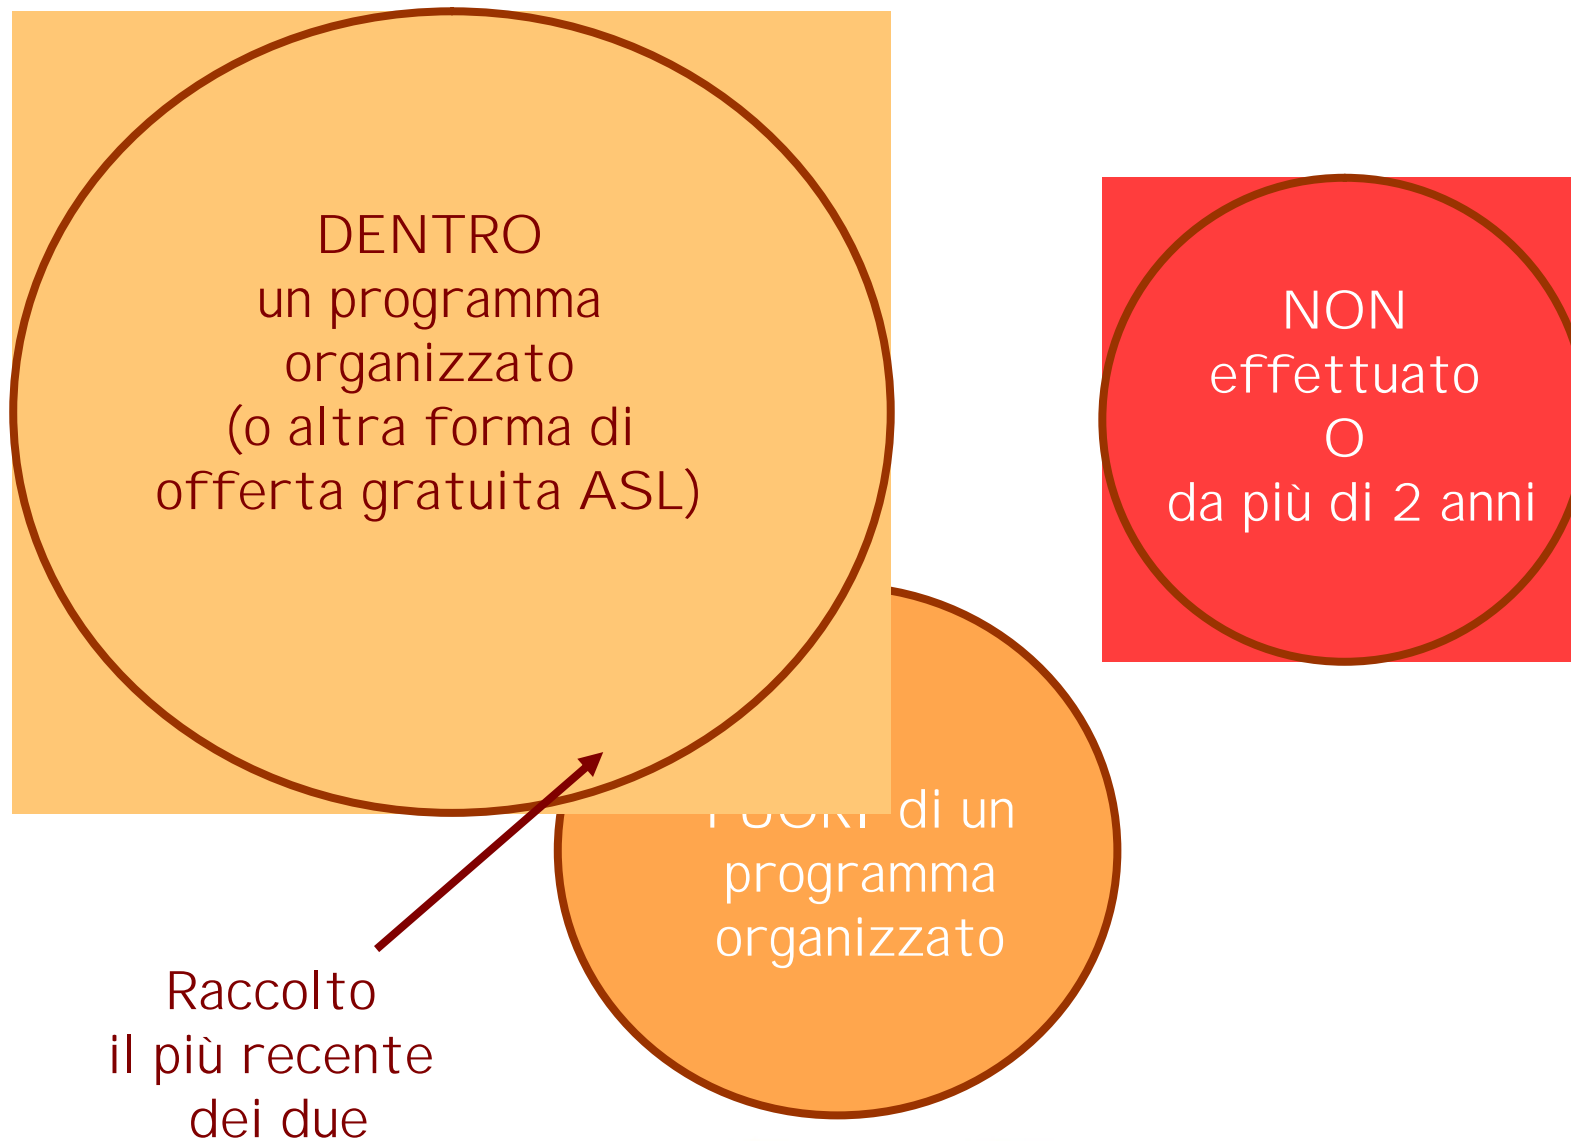 DENTRO
un programma
organizzato
(o altra forma di
offerta gratuita ASL)
NON
effettuato
O
da più di 2 anni
FUORI di un
programma
organizzato
Raccolto
il più recente
dei due